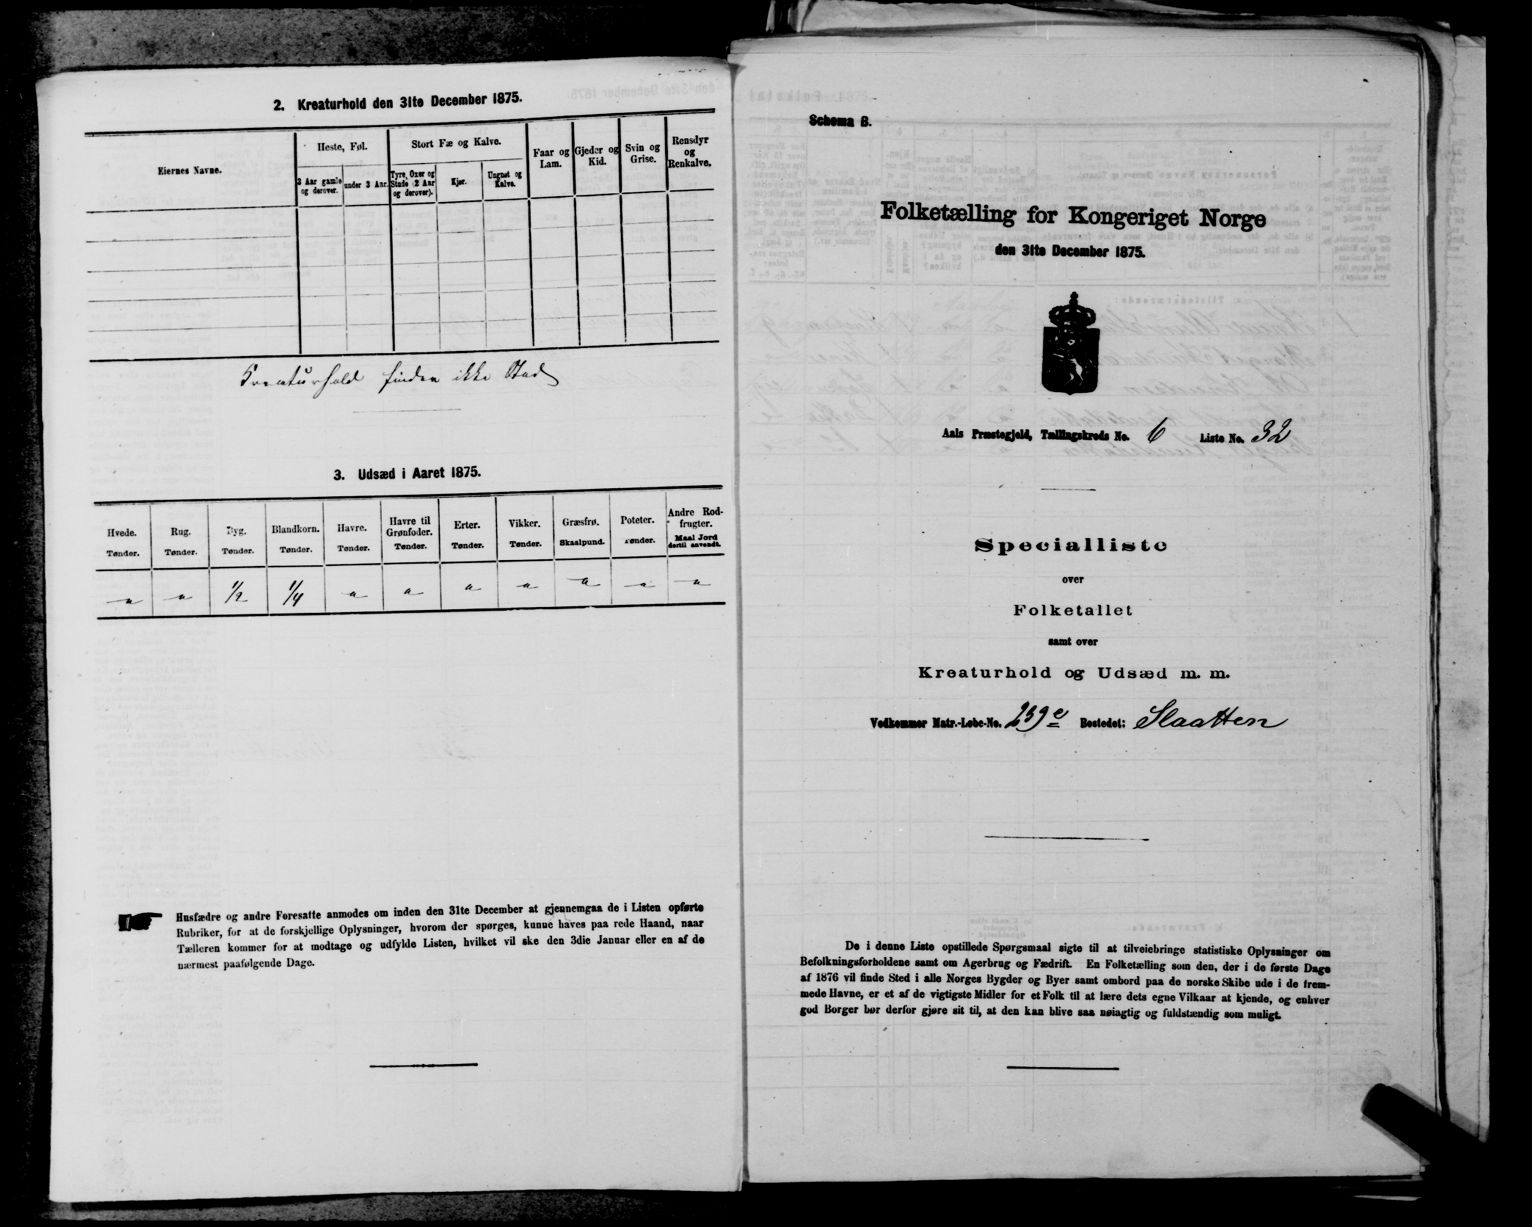 2. Kreaturhold den 31te December 1875.
Eiernes Navne.
Heste, Føl.
Stort Fæ og Kalve.
Faar og Lam.
Gjeder og Kid.
Svin og Grise.
Rensdyr og Renkalve.
3 Aar gamle og derover.
under 3 Aar.
Tyre, Oxer og Stude (2 Aar og derover).
Kjør.
Ungnøt og Kalve.
Kreaturhold finder ikke Sted
3. Udsæd i Aaret 1875.
Hvede. Rug. Byg. Blandkorn. Havre. Havre til Grønfoder. Erter. Vikker. Græsfrø. Poteter. Andre Rodfrugter.
Tønder. Tønder. Tønder. Tønder. Tønder. Tønder. Tønder. Tønder. Skaalpund. Tønder. Maal Jord dertil anvendt.
" " 1/2 1/4 " " " " " " "
Husfædre og andre Foresatte anmodes om inden den 31te December at gjennemgaa de i Listen opførte
Rubriker, for at de forskjellige Oplysninger, hvorom der spørges, kunne haves paa rede Haand, naar
Tælleren kommer for at modtage og udfylde Listen, hvilket vil ske den 3die Januar eller en af de
nærmest paafølgende Dage.
Schema B.
Folketælling for Kongeriget Norge
den 31te December 1875.
Aals Præstegjeld, Tællingskreds No. 6 Liste No. 32
Specialliste
over
Folketallet
samt over
Kreaturhold og Udsæd m. m.
Vedkommer Matr.-Løbe-No. 239e Bostedet: Slaatten
De i denne Liste opstillede Spørgsmaal sigte til at tilveiebringe statistiske Oplysninger om
Befolkningsforholdene samt om Agerbrug og Fædrift. En Folketælling som den, der i de første Dage
af 1876 vil finde Sted i alle Norges Bygder og Byer samt ombord paa de norske Skibe ude i de frem-
mede Havne, er et af de vigtigste Midler for et Folk til at lære dets egne Vilkaar at kjende, og enhver
god Borger bør derfor gjøre sit til, at den kan blive saa nøiagtig og fuldstændig som muligt.